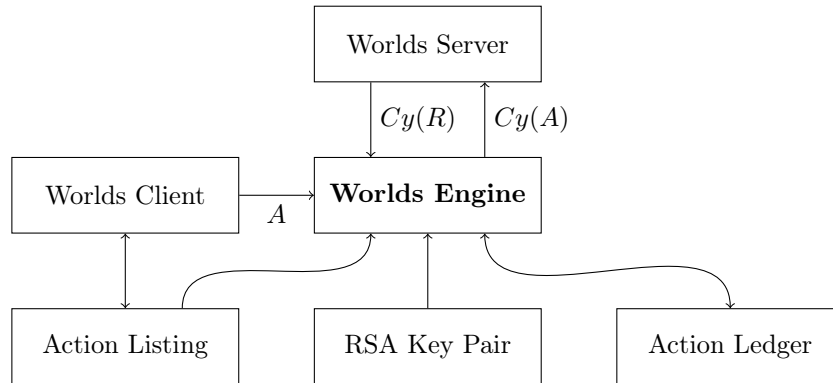 Worlds Server
Cy(R) Cy(A)
Worlds Client
A
Worlds Engine
Action Listing
RSA Key Pair
Action Ledger